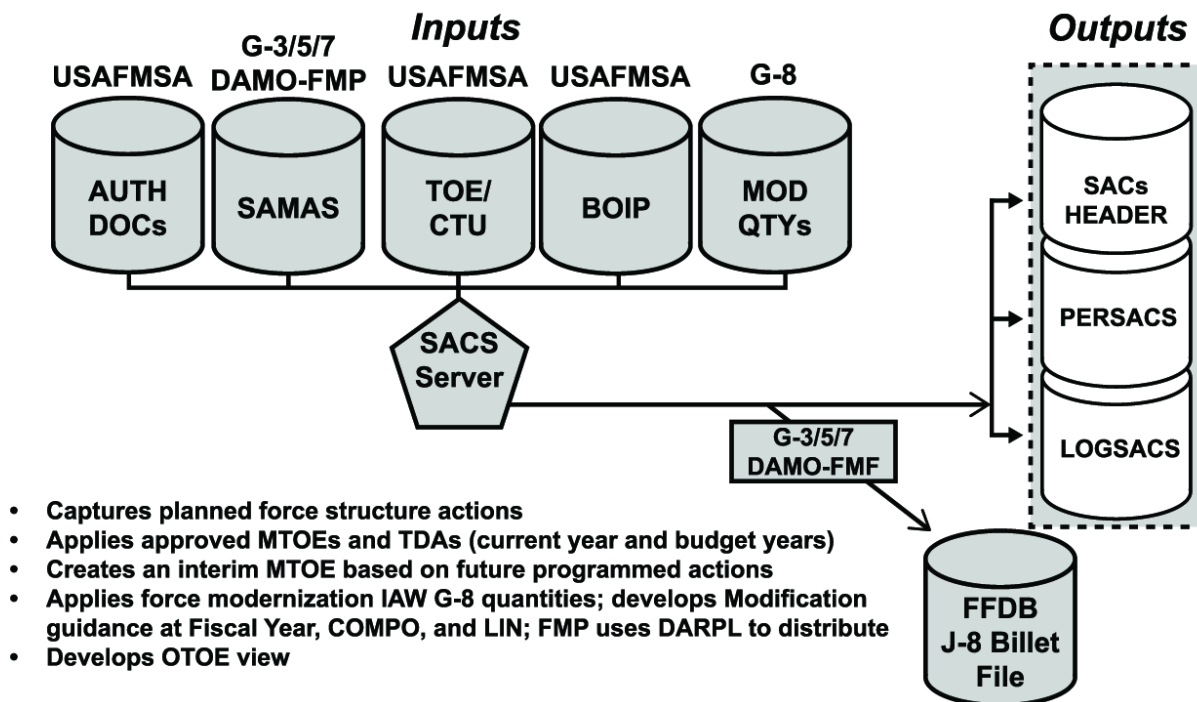 Inputs
Outputs
USAFMSA
G-3/5/7
DAMO-FMP
USAFMSA
USAFMSA
G-8
AUTH
DOCs
SAMAS
TOE/
CTU
BOIP
MOD
QTYs
SACs
HEADER
PERSACS
LOGSACS
SACS
Server
G-3/5/7
DAMO-FMF
FFDB
J-8 Billet
File
• Captures planned force structure actions
• Applies approved MTOEs and TDAs (current year and budget years)
• Creates an interim MTOE based on future programmed actions
• Applies force modernization IAW G-8 quantities; develops Modification
guidance at Fiscal Year, COMPO, and LIN; FMP uses DARPL to distribute
• Develops OTOE view